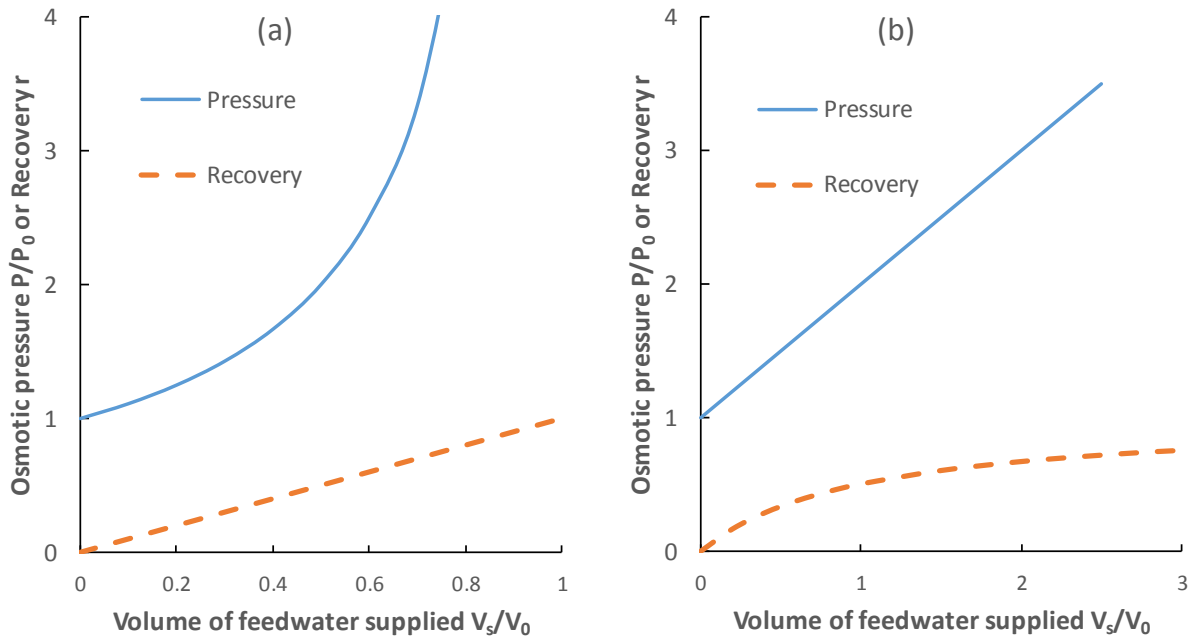 (a)
Osmotic pressure P/P₀ or Recovery r
4
3
2
1
0
Pressure
Recovery
0
0.2
0.4
0.6
0.8
1
Volume of feedwater supplied Vₛ/V₀
(b)
Osmotic pressure P/P₀ or Recovery r
4
3
2
1
0
Pressure
Recovery
0
1
2
3
Volume of feedwater supplied Vₛ/V₀